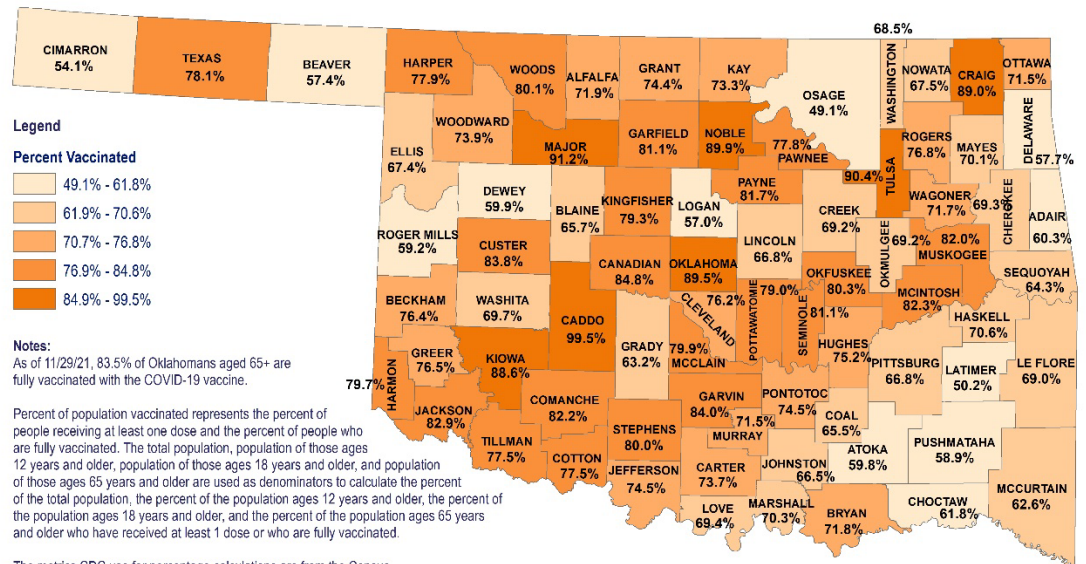 68.5%
CIMARRON
54.1%
TEXAS
78.1%
BEAVER
57.4%
HARPER
77.9%
WOODS
80.1%
ALFALFA
71.9%
GRANT
74.4%
KAY
73.3%
OSAGE
49.1%
WASHINGTON
NOWATA
67.5%
CRAIG
89.0%
OTTAWA
71.5%
DELAWARE
57.7%
ELLIS
67.4%
WOODWARD
73.9%
MAJOR
91.2%
GARFIELD
81.1%
NOBLE
89.9%
77.8%
PAWNEE
90.4%
TULSA
ROGERS
76.8%
MAYES
70.1%
DEWEY
59.9%
BLAINE
65.7%
KINGFISHER
79.3%
LOGAN
57.0%
PAYNE
81.7%
CREEK
69.2%
WAGONER
71.7%
69.3%
CHEROKEE
ADAIR
60.3%
ROGER MILLS
59.2%
CUSTER
83.8%
CANADIAN
84.8%
OKLAHOMA
89.5%
LINCOLN
66.8%
OKMULGEE
69.2%
82.0%
MUSKOGEE
SEQUOYAH
64.3%
BECKHAM
76.4%
WASHITA
69.7%
CADDO
99.5%
GRADY
63.2%
CLEVELAND
76.2%
POTTAWATOMIE
79.0%
SEMINOLE
81.1%
OKFUSKEE
80.3%
MCINTOSH
82.3%
HASKELL
70.6%
GREER
76.5%
KIOWA
88.6%
79.9%
MCCLAIN
HUGHES
75.2%
PITTSBURG
66.8%
LATIMER
50.2%
LE FLORE
69.0%
79.7%
HARMON
JACKSON
82.9%
COMANCHE
82.2%
GARVIN
84.0%
PONTOTOC
74.5%
COAL
65.5%
TILLMAN
77.5%
COTTON
77.5%
STEPHENS
80.0%
71.5%
MURRAY
JOHNSTON
66.5%
ATOKA
59.8%
PUSHMATAHA
58.9%
MCCURTAIN
62.6%
JEFFERSON
74.5%
CARTER
73.7%
LOVE
69.4%
MARSHALL
70.3%
BRYAN
71.8%
CHOCTAW
61.8%
Legend
Percent Vaccinated
49.1% - 61.8%
61.9% - 70.6%
70.7% - 76.8%
76.9% - 84.8%
84.9% - 99.5%
Notes:
As of 11/29/21, 83.5% of Oklahomans aged 65+ are
fully vaccinated with the COVID-19 vaccine.
Percent of population vaccinated represents the percent of
people receiving at least one dose and the percent of people who
are fully vaccinated. The total population, population of those ages
12 years and older, population of those ages 18 years and older, and population
of those ages 65 years and older are used as denominators to calculate the percent
of the total population, the percent of the population ages 12 years and older, the percent of
the population ages 18 years and older, and the percent of the population ages 65 years
and older who have received at least 1 dose or who are fully vaccinated.
The metrics CDC use for percentage calculations are from the Census